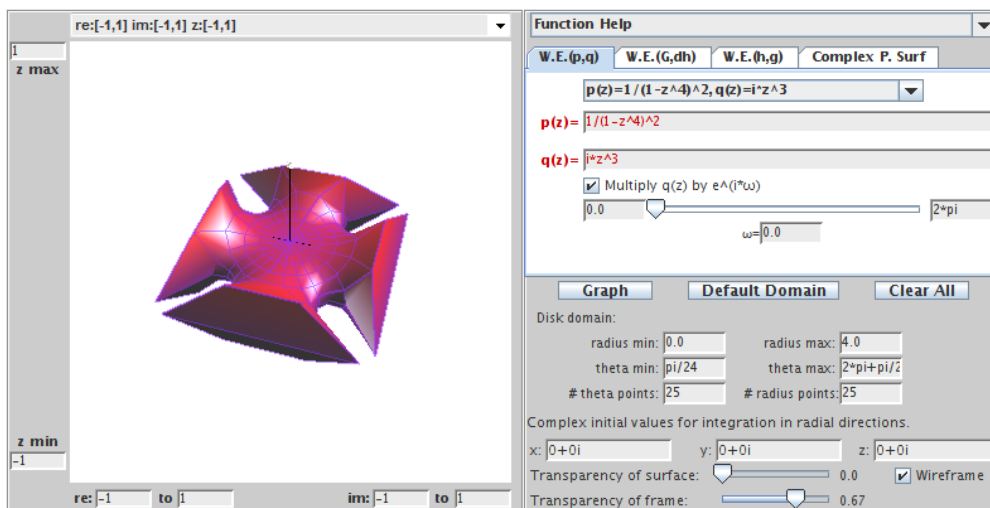 re:[-1,1] im:[-1,1] z:[-1,1]
1
z max
z min
-1
re: -1 to 1 im: -1 to 1
Function Help
W.E.(p,q) W.E.(G,dh) W.E.(h,g) Complex P. Surf
p(z)=1/(1-z^4)^2, q(z)=i*z^3
p(z)= 1/(1-z^4)^2
q(z)= i*z^3
Multiply q(z) by e^(i*ω)
0.0 2*pi
ω= 0.0
Graph Default Domain Clear All
Disk domain:
radius min: 0.0 radius max: 4.0
theta min: pi/24 theta max: 2*pi+pi/2
# theta points: 25 # radius points: 25
Complex initial values for integration in radial directions.
x: 0+0i y: 0+0i z: 0+0i
Transparency of surface: 0.0 Wireframe
Transparency of frame: 0.67